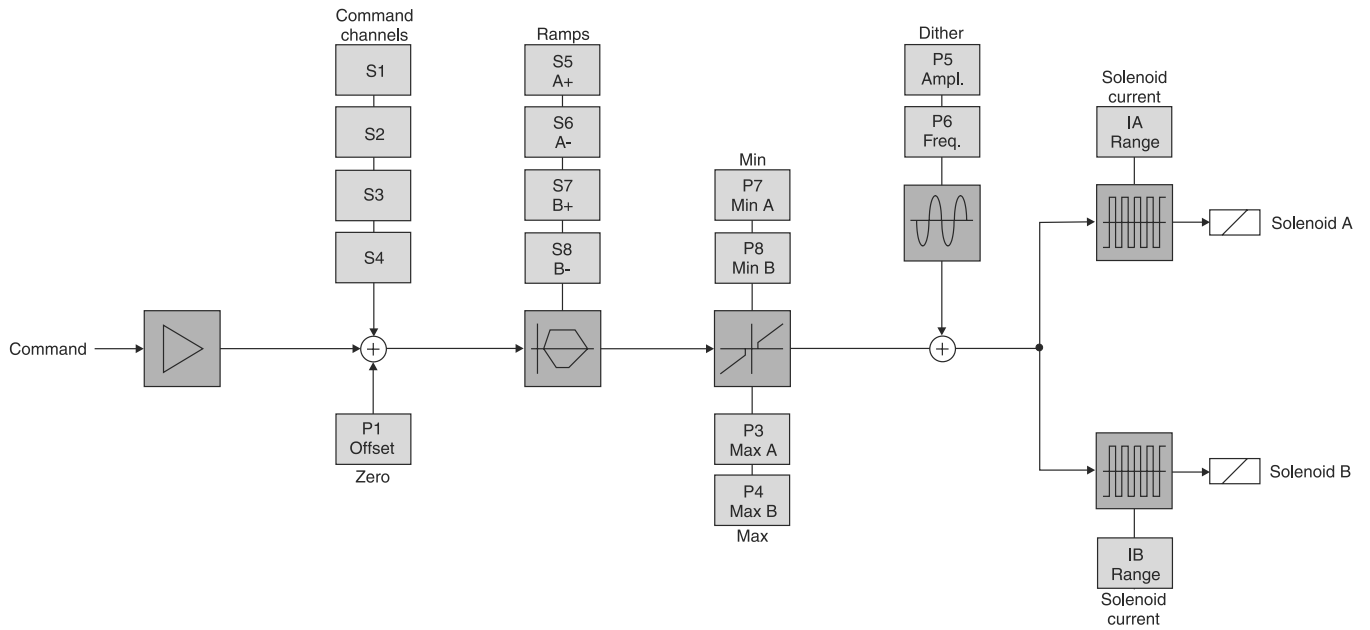 Command
channels
S1
S2
S3
S4
Ramps
S5
A+
S6
A-
S7
B+
S8
B-
Min
P7
Min A
P8
Min B
Dither
P5
Ampl.
P6
Freq.
Solenoid
current
IA
Range
Solenoid A
Command
P1
Offset
Zero
P3
Max A
P4
Max B
Max
Solenoid B
IB
Range
Solenoid
current